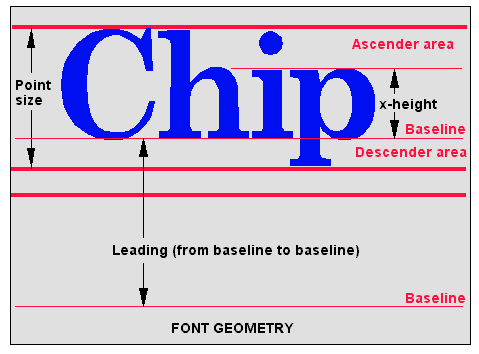 Chip
Ascender area
Point
size
x-height
Baseline
Descender area
Leading (from baseline to baseline)
Baseline
FONT GEOMETRY